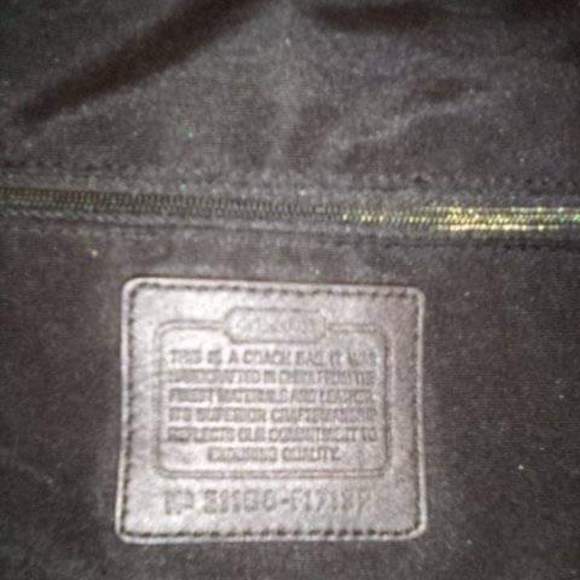 COACH
THIS IS A COACH BAG. IT WAS
HANDCRAFTED IN CHINA FROM THE
FINEST MATERIALS AND LEATHER.
ITS SUPERIOR CRAFTSMANSHIP
REFLECTS OUR COMMITMENT TO
ENDURING QUALITY.
No